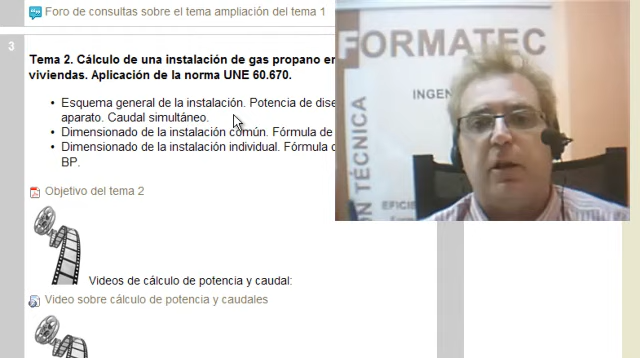 Foro de consultas sobre el tema ampliación del tema 1
3
Tema 2. Cálculo de una instalación de gas propano en
viviendas. Aplicación de la norma UNE 60.670.
• Esquema general de la instalación. Potencia de dise
aparato. Caudal simultáneo.
• Dimensionado de la instalación común. Fórmula de
• Dimensionado de la instalación individual. Fórmula
BP.
Objetivo del tema 2
Videos de cálculo de potencia y caudal:
Video sobre cálculo de potencia y caudales
FORMATEC
INGEN
ÓN TÉCNICA
EFICIE